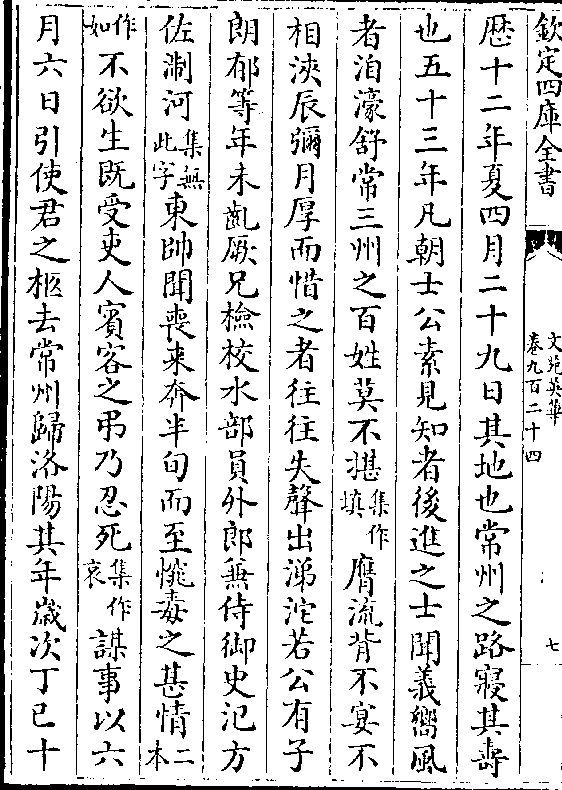 欽定四庫全書
文苑英華
卷九百二十四
七
歴十二年夏四月二十九日其地也常州之路寢其壽
也五十三年凡朝士公素見知者後進之士聞義嚮風
者洎濠舒常三州之百姓莫不堪集作填膺流背不宴不
相浹辰彌月厚而惜之者往往失聲出涕沱若公有子
朗郁等年未齓厥兄檢校水部員外郎兼侍御史汜方
佐淛河集無此字東帥聞喪来奔半旬而至惋毒之甚情二本
作如不欲生既受吏人賓客之弔乃忍死集作哀謀事以六
月六日引使君之柩去常州歸洛陽其年歲次丁巳十